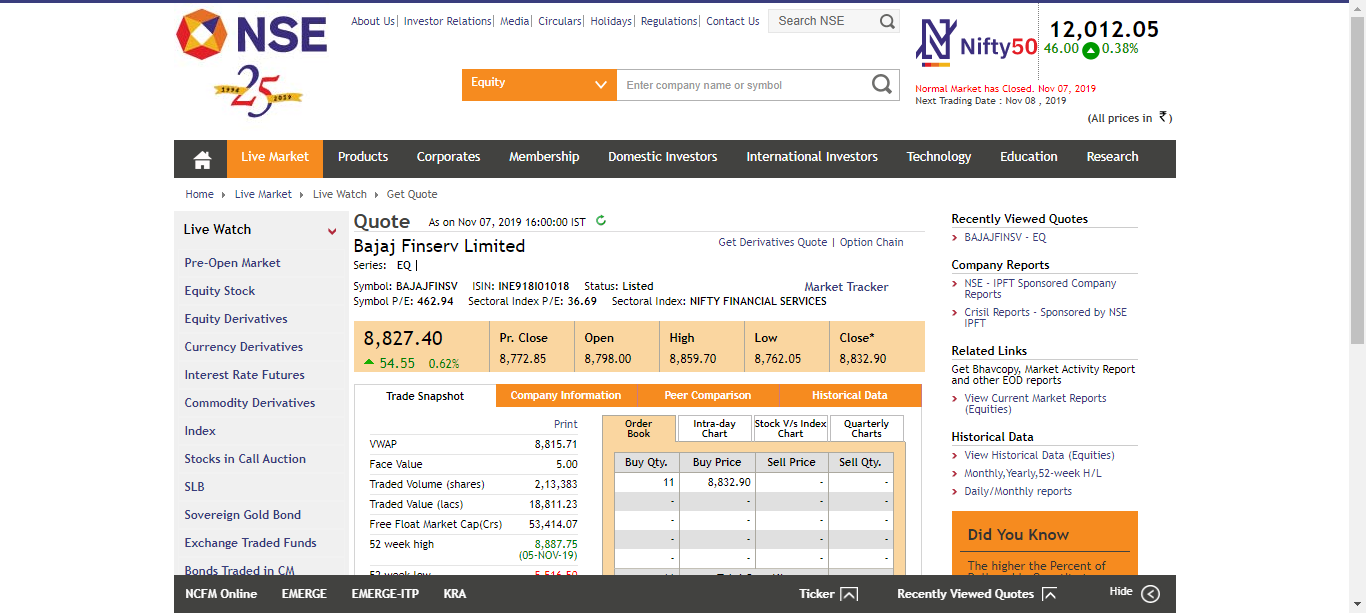 NSE
1994 25 2019
About Us| Investor Relations| Media| Circulars| Holidays| Regulations| Contact Us
Search NSE
Equity
Enter company name or symbol
Nifty50
12,012.05
46.00 0.38%
Normal Market has Closed. Nov 07, 2019
Next Trading Date : Nov 08 , 2019
(All prices in ₹)
Live Market Products Corporates Membership Domestic Investors International Investors Technology Education Research
Home Live Market Live Watch Get Quote
Live Watch
Pre-Open Market
Equity Stock
Equity Derivatives
Currency Derivatives
Interest Rate Futures
Commodity Derivatives
Index
Stocks in Call Auction
SLB
Sovereign Gold Bond
Exchange Traded Funds
Bonds Traded in CM
Quote As on Nov 07, 2019 16:00:00 IST
Bajaj Finserv Limited
Get Derivatives Quote | Option Chain
Series: EQ |
Symbol: BAJAJFINSV ISIN: INE918I01018 Status: Listed
Market Tracker
Symbol P/E: 462.94 Sectoral Index P/E: 36.69 Sectoral Index: NIFTY FINANCIAL SERVICES
8,827.40
54.55 0.62%
Pr. Close Open High Low Close*
8,772.85 8,798.00 8,859.70 8,762.05 8,832.90
Trade Snapshot Company Information Peer Comparison Historical Data
Print
VWAP 8,815.71
Face Value 5.00
Traded Volume (shares) 2,13,383
Traded Value (lacs) 18,811.23
Free Float Market Cap(Crs) 53,414.07
52 week high 8,887.75
(05-NOV-19)
52 week low 5,516.50
Order
Book
Intra-day
Chart
Stock V/s Index
Chart
Quarterly
Charts
Buy Qty. Buy Price Sell Price Sell Qty.
11 8,832.90 - -
- - - -
- - - -
- - - -
- - - -
Recently Viewed Quotes
BAJAJFINSV - EQ
Company Reports
NSE - IPFT Sponsored Company
Reports
Crisil Reports - Sponsored by NSE
IPFT
Related Links
Get Bhavcopy, Market Activity Report
and other EOD reports
View Current Market Reports
(Equities)
Historical Data
View Historical Data (Equities)
Monthly,Yearly,52-week H/L
Daily/Monthly reports
Did You Know
The higher the Percent of
NCFM Online EMERGE EMERGE-ITP KRA
Ticker Recently Viewed Quotes Hide